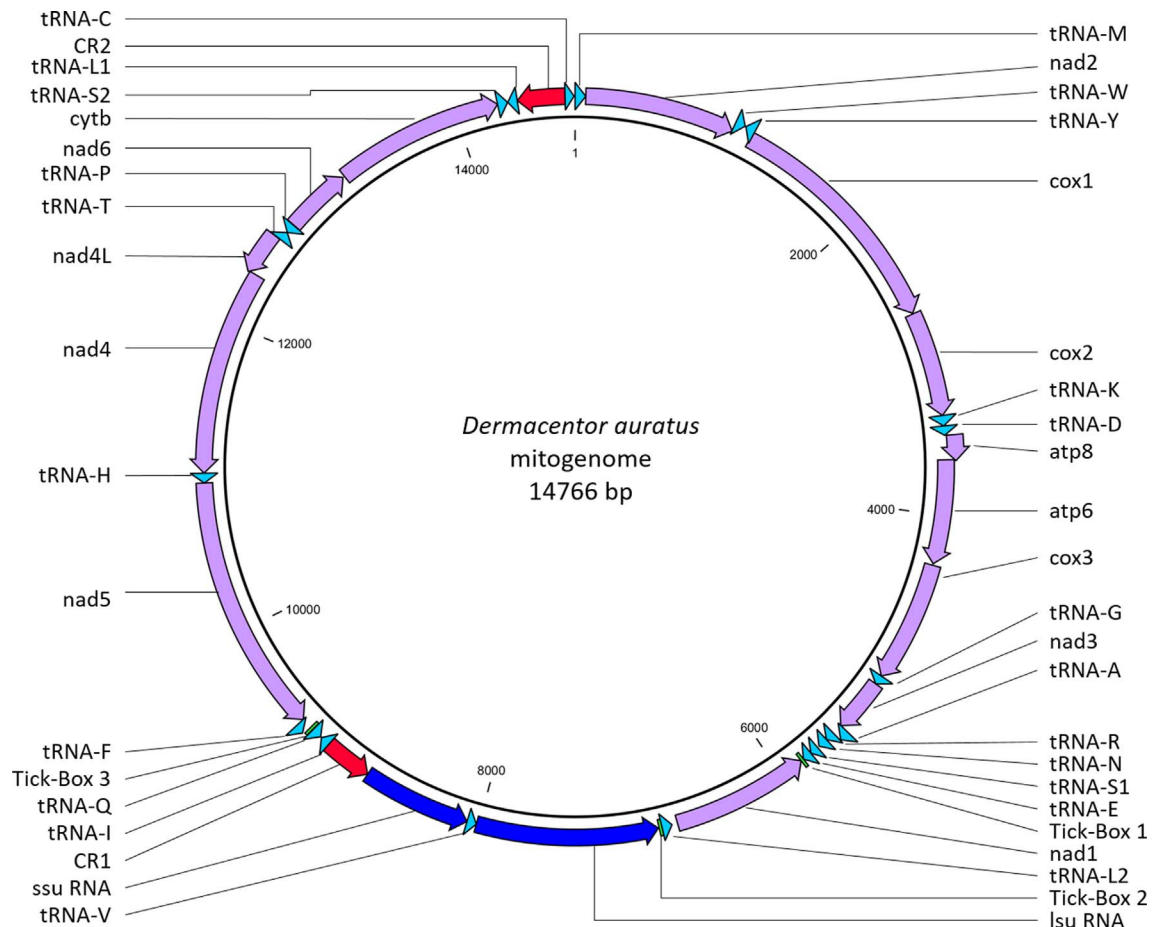 tRNA-C
CR2
tRNA-L1
tRNA-S2
cytb
nad6
tRNA-P
tRNA-T
nad4L
nad4
tRNA-H
nad5
tRNA-F
Tick-Box 3
tRNA-Q
tRNA-I
CR1
ssu RNA
tRNA-V
1
2000
4000
6000
8000
10000
12000
14000
Dermacentor auratus
mitogenome
14766 bp
tRNA-M
nad2
tRNA-W
tRNA-Y
cox1
cox2
tRNA-K
tRNA-D
atp8
atp6
cox3
tRNA-G
nad3
tRNA-A
tRNA-R
tRNA-N
tRNA-S1
tRNA-E
Tick-Box 1
nad1
tRNA-L2
Tick-Box 2
lsu RNA